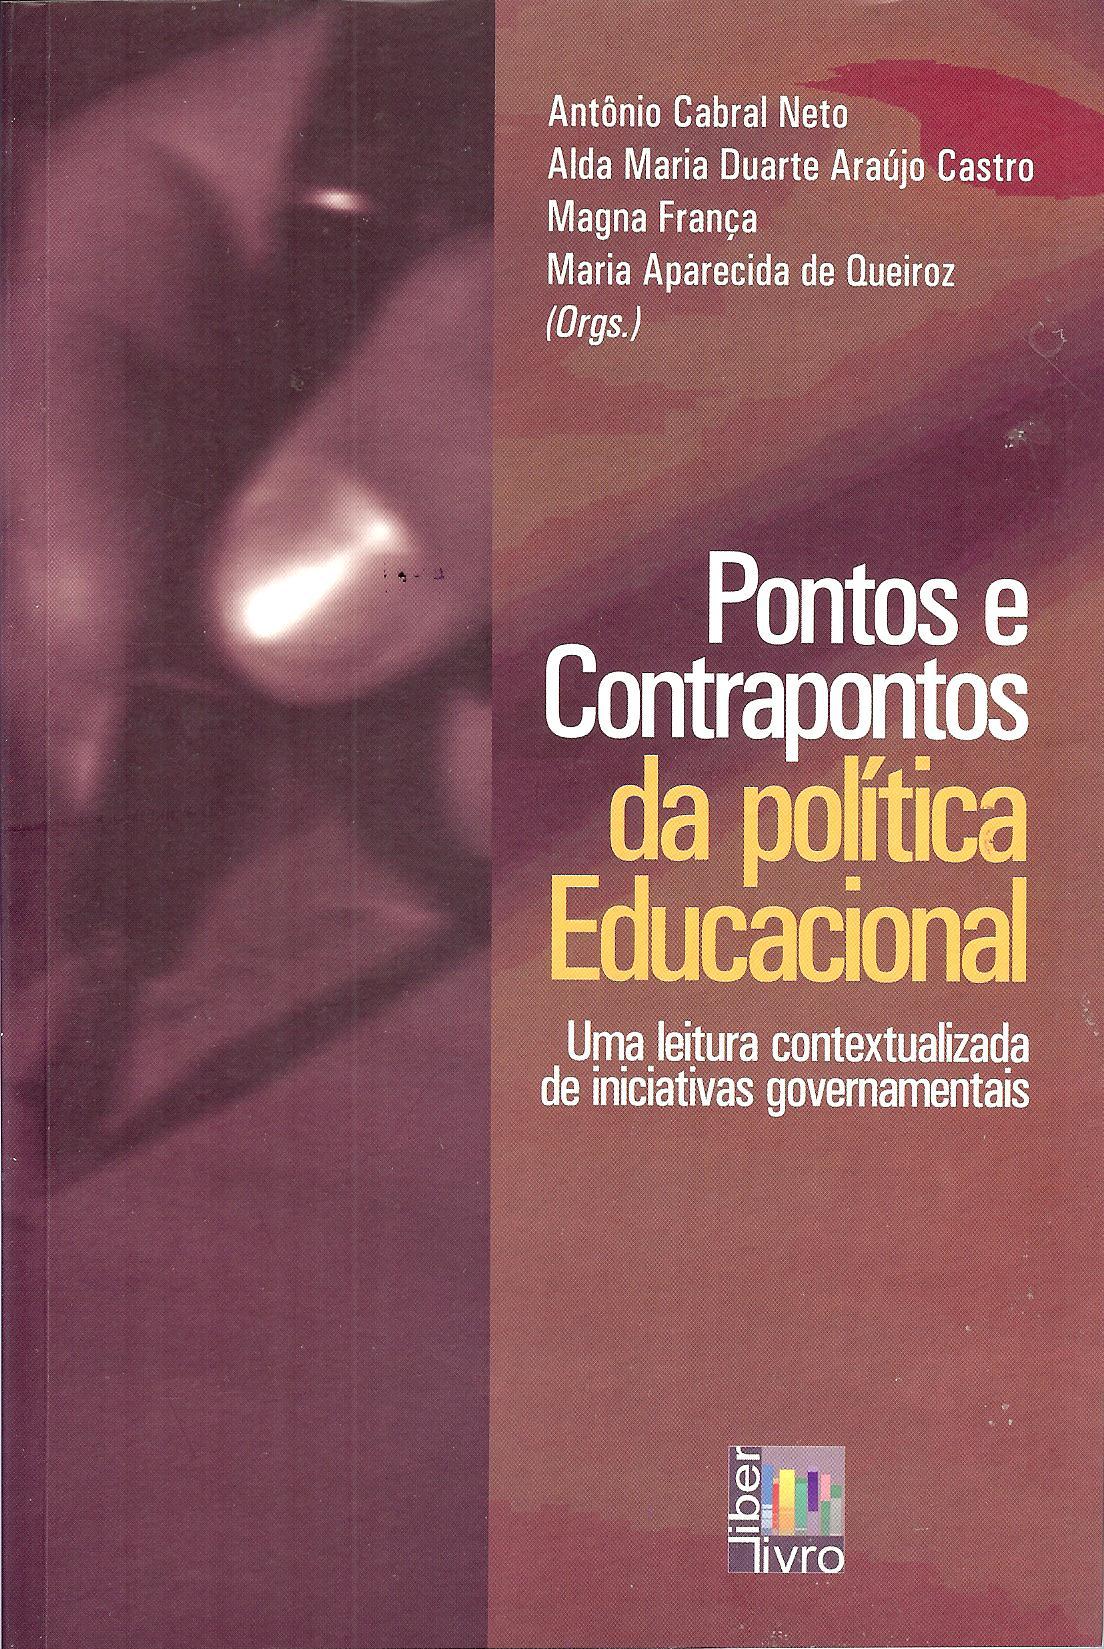 Antônio Cabral Neto
Alda Maria Duarte Araújo Castro
Magna França
Maria Aparecida de Queiroz
(Orgs.)
Pontos e
Contrapontos
da política
Educacional
Uma leitura contextualizada
de iniciativas governamentais
Liber
Livro